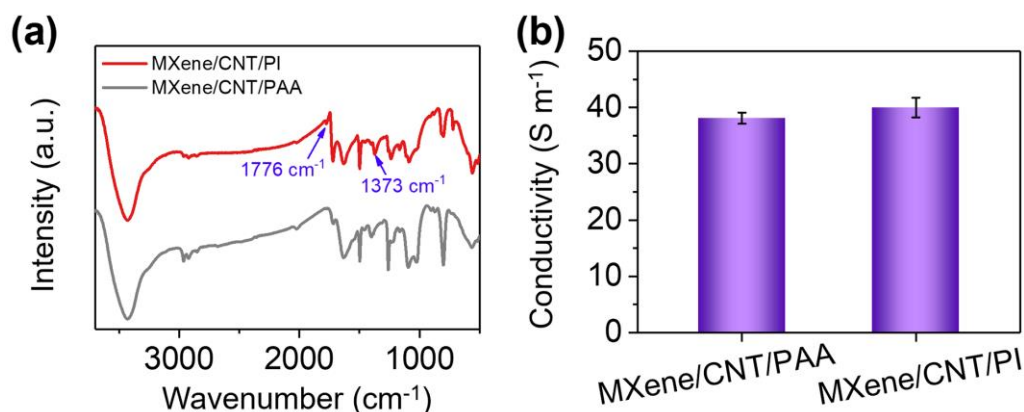 (a)
MXene/CNT/PI
MXene/CNT/PAA
1776 cm⁻¹
1373 cm⁻¹
Intensity (a.u.)
3000 2000 1000
Wavenumber (cm⁻¹)
(b)
50
40
30
20
10
0
Conductivity (S m⁻¹)
MXene/CNT/PAA
MXene/CNT/PI